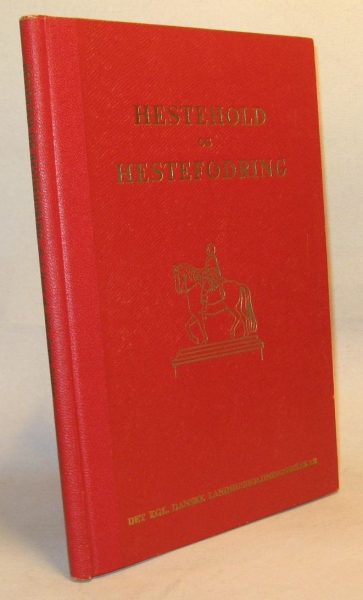 HESTEHOLD
OG
HESTEFODRING
DET KGL. DANSKE LANDHUSHOLDNINGSSELSKAB